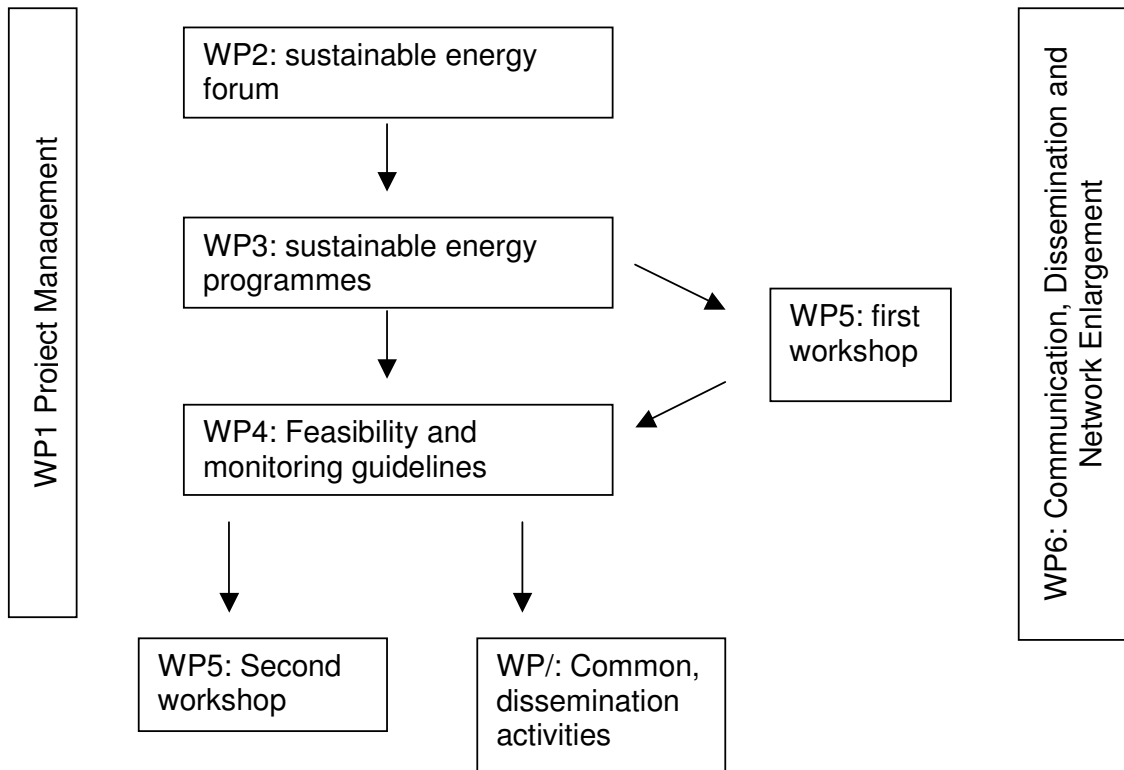 WP1 Project Management
WP2: sustainable energy
forum
WP3: sustainable energy
programmes
WP5: first
workshop
WP4: Feasibility and
monitoring guidelines
WP5: Second
workshop
WP/: Common,
dissemination
activities
WP6: Communication, Dissemination and
Network Enlargement